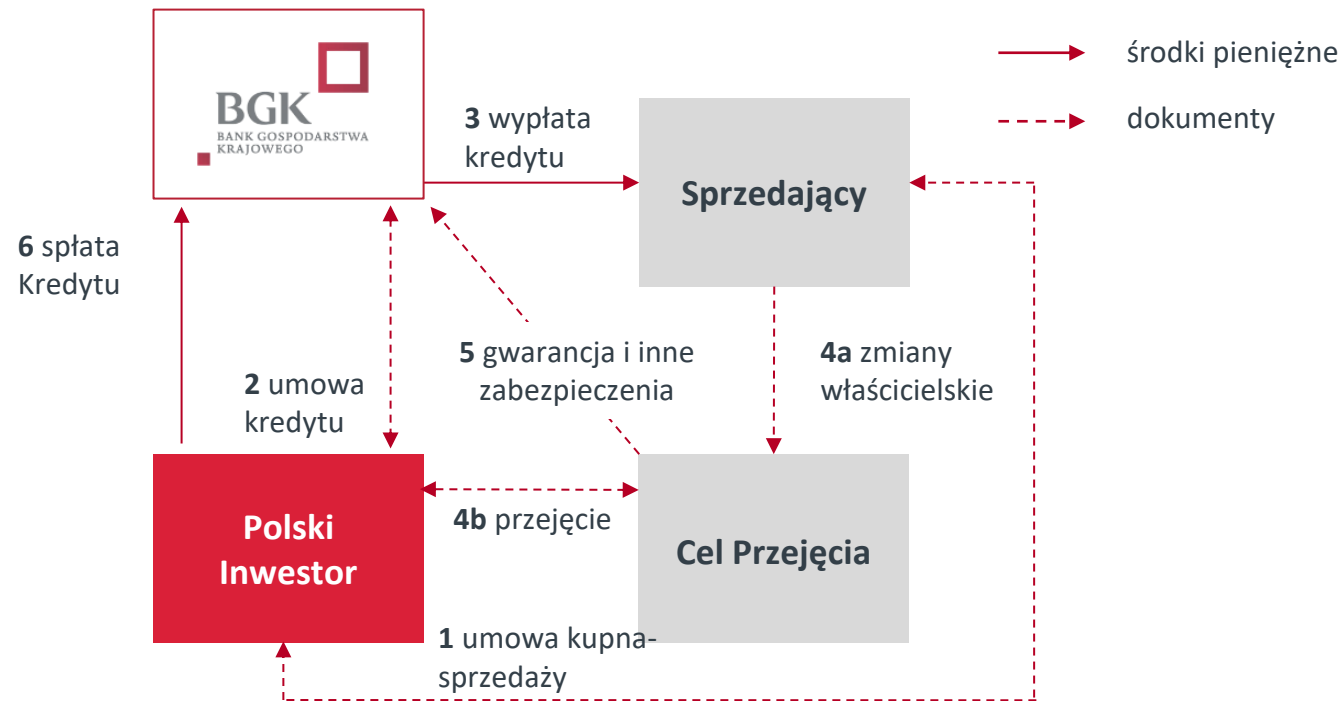 BGK
BANK GOSPODARSTWA
KRAJOWEGO
środki pieniężne
dokumenty
3 wypłata
kredytu
Sprzedający
6 spłata
Kredytu
5 gwarancja i inne
zabezpieczenia
4a zmiany
właścicielskie
2 umowa
kredytu
4b przejęcie
Polski
Inwestor
Cel Przejęcia
1 umowa kupna-
sprzedaży